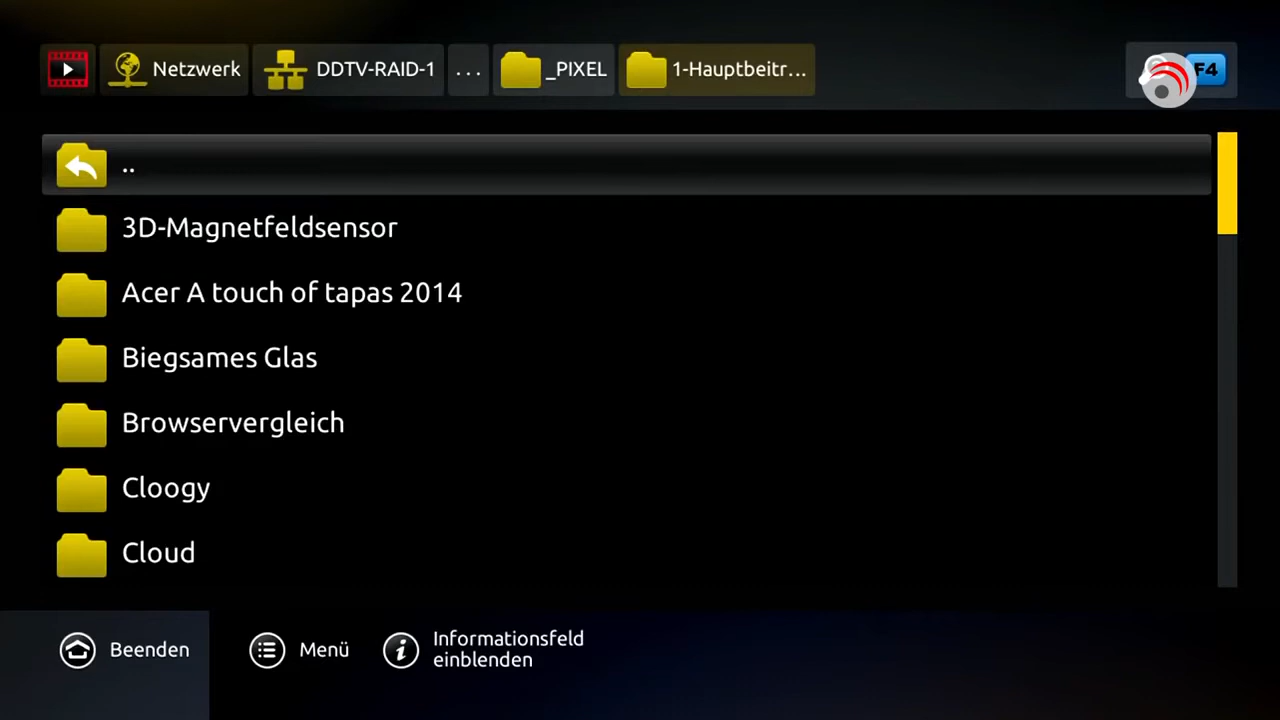 Netzwerk
DDTV-RAID-1
...
_PIXEL
1-Hauptbeitr...
F4
..
3D-Magnetfeldsensor
Acer A touch of tapas 2014
Biegsames Glas
Browservergleich
Cloogy
Cloud
Beenden
Menü
Informationsfeld
einblenden